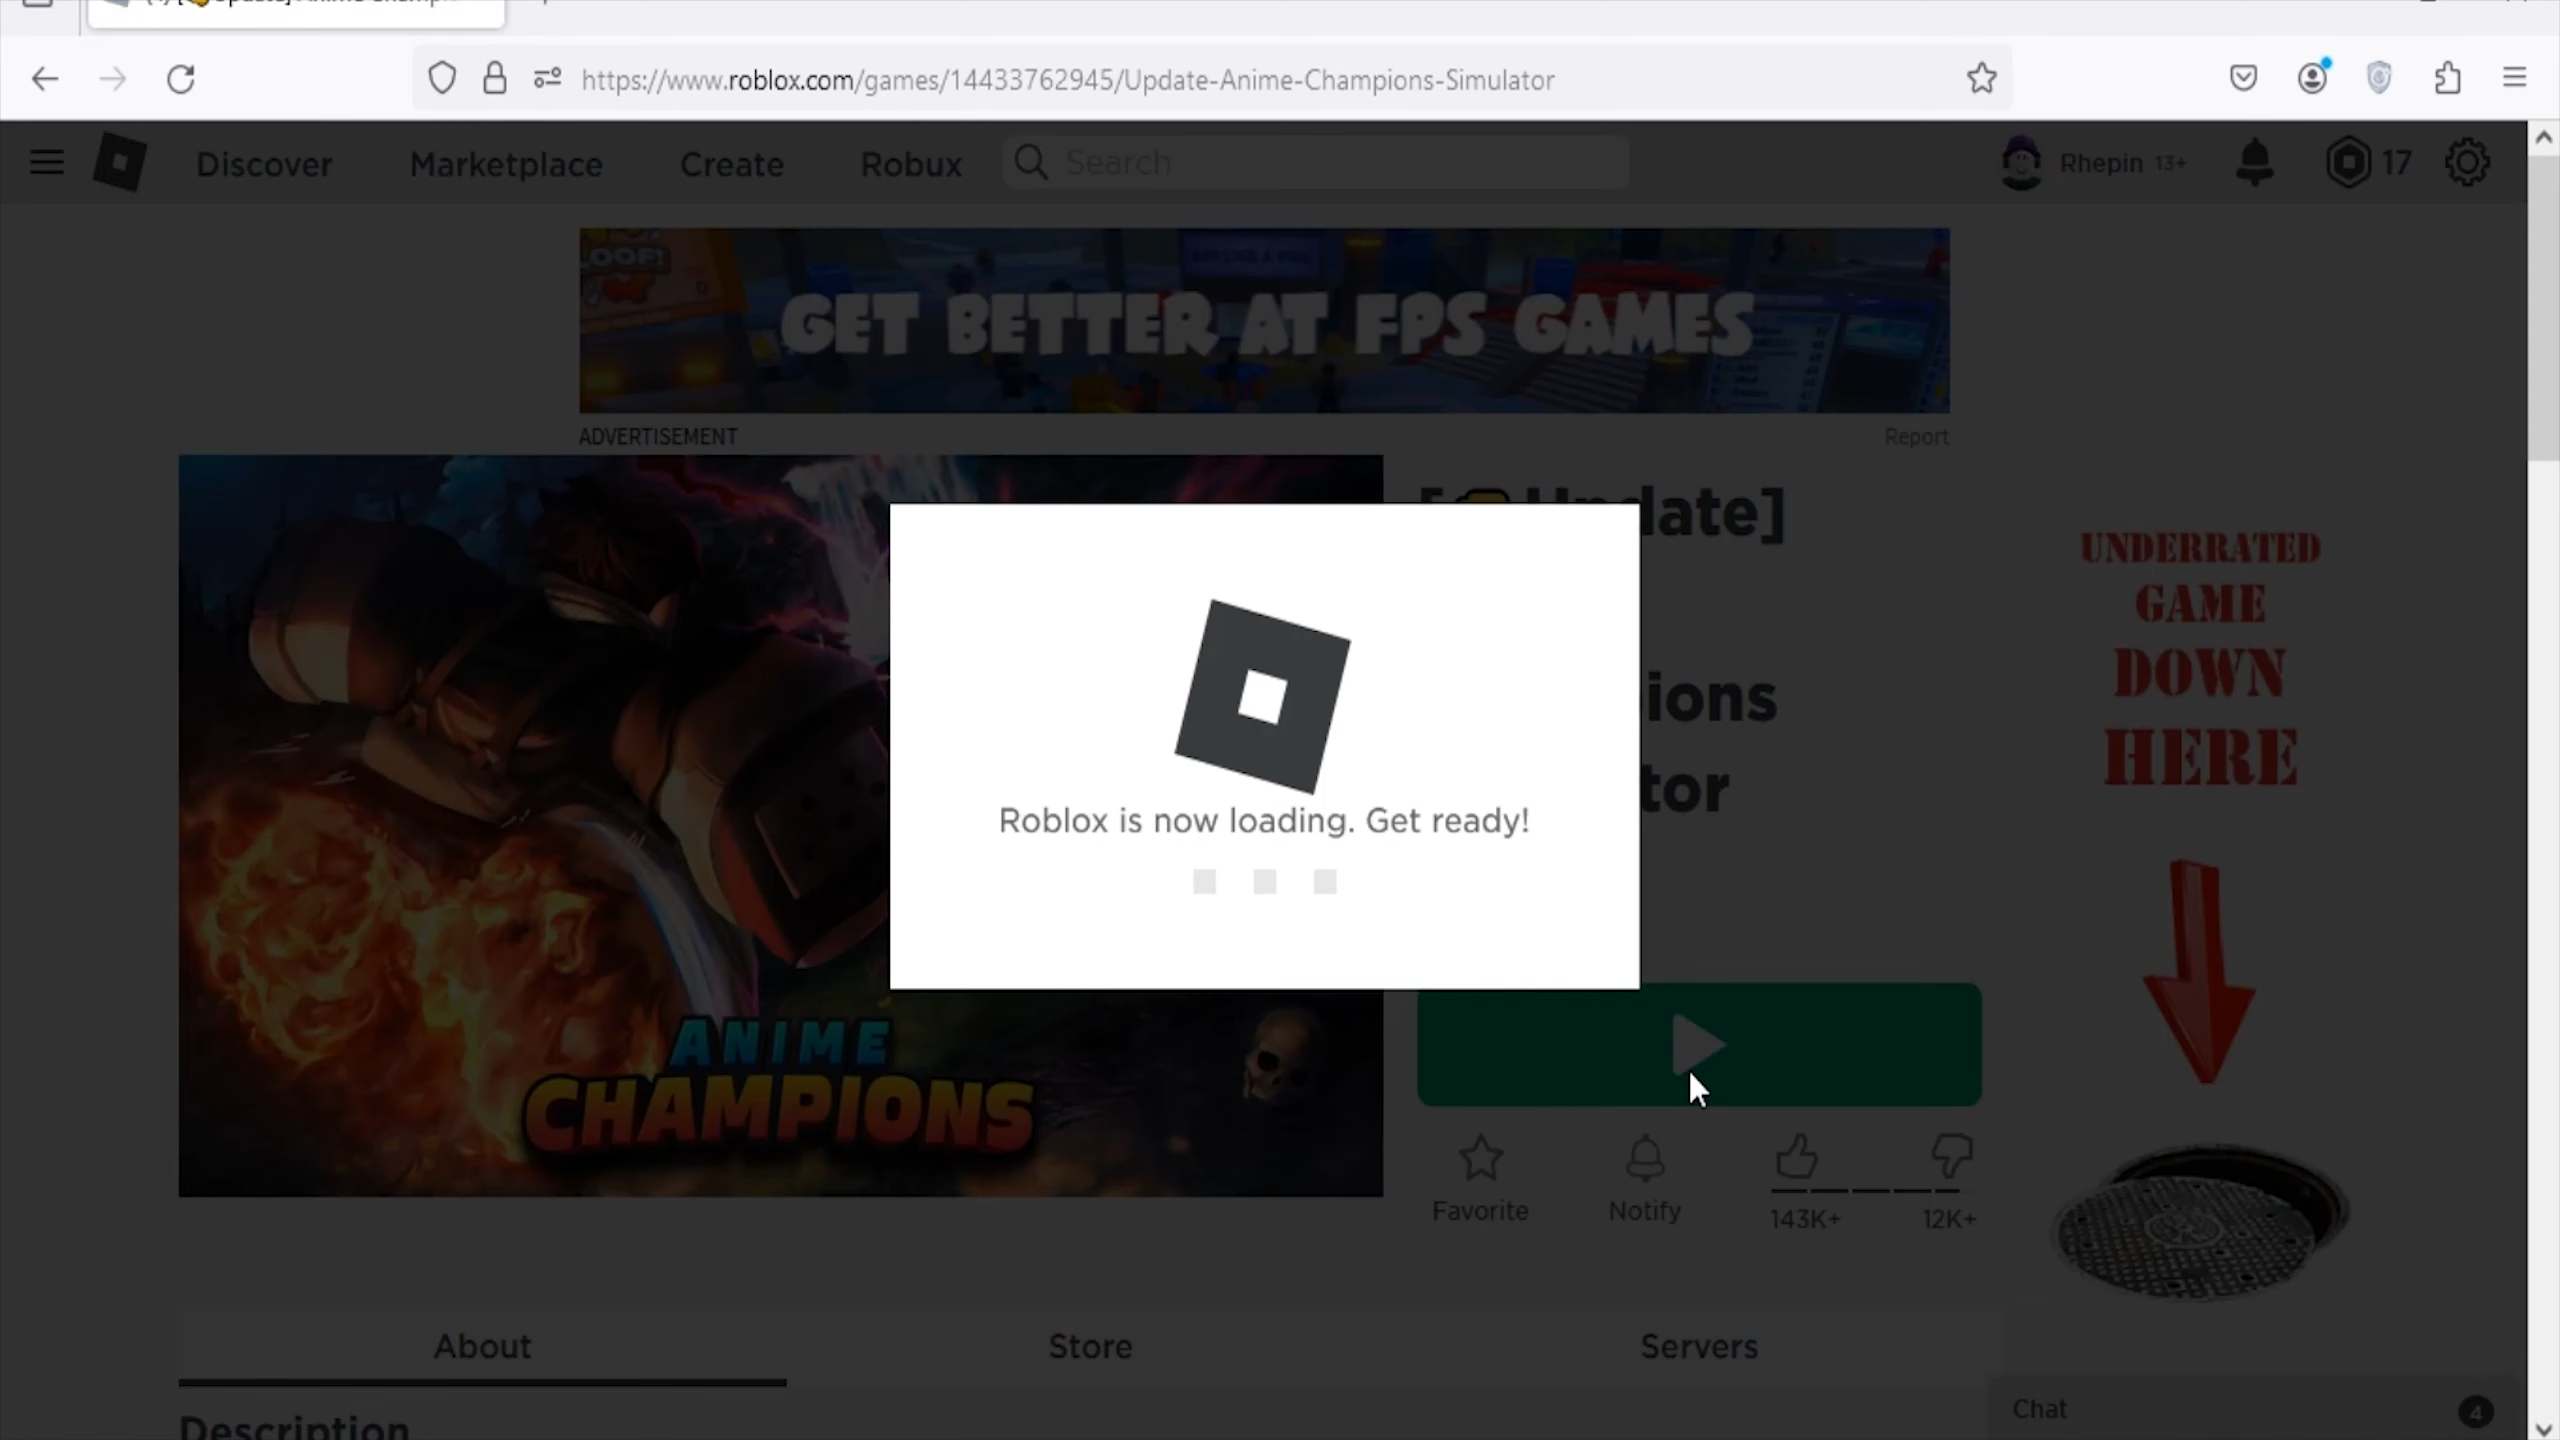 https://www.roblox.com/games/14433762945/Update-Anime-Champions-Simulator
Discover
Marketplace
Create
Robux
Search
Rhepin 13+
17
LOOF!
GET BETTER AT FPS GAMES
ADVERTISEMENT
Report
ANIME
CHAMPIONS
Roblox is now loading. Get ready!
Favorite
Notify
143K+
12K+
UNDERRATED
GAME
DOWN
HERE
About
Store
Servers
Description
Chat
4